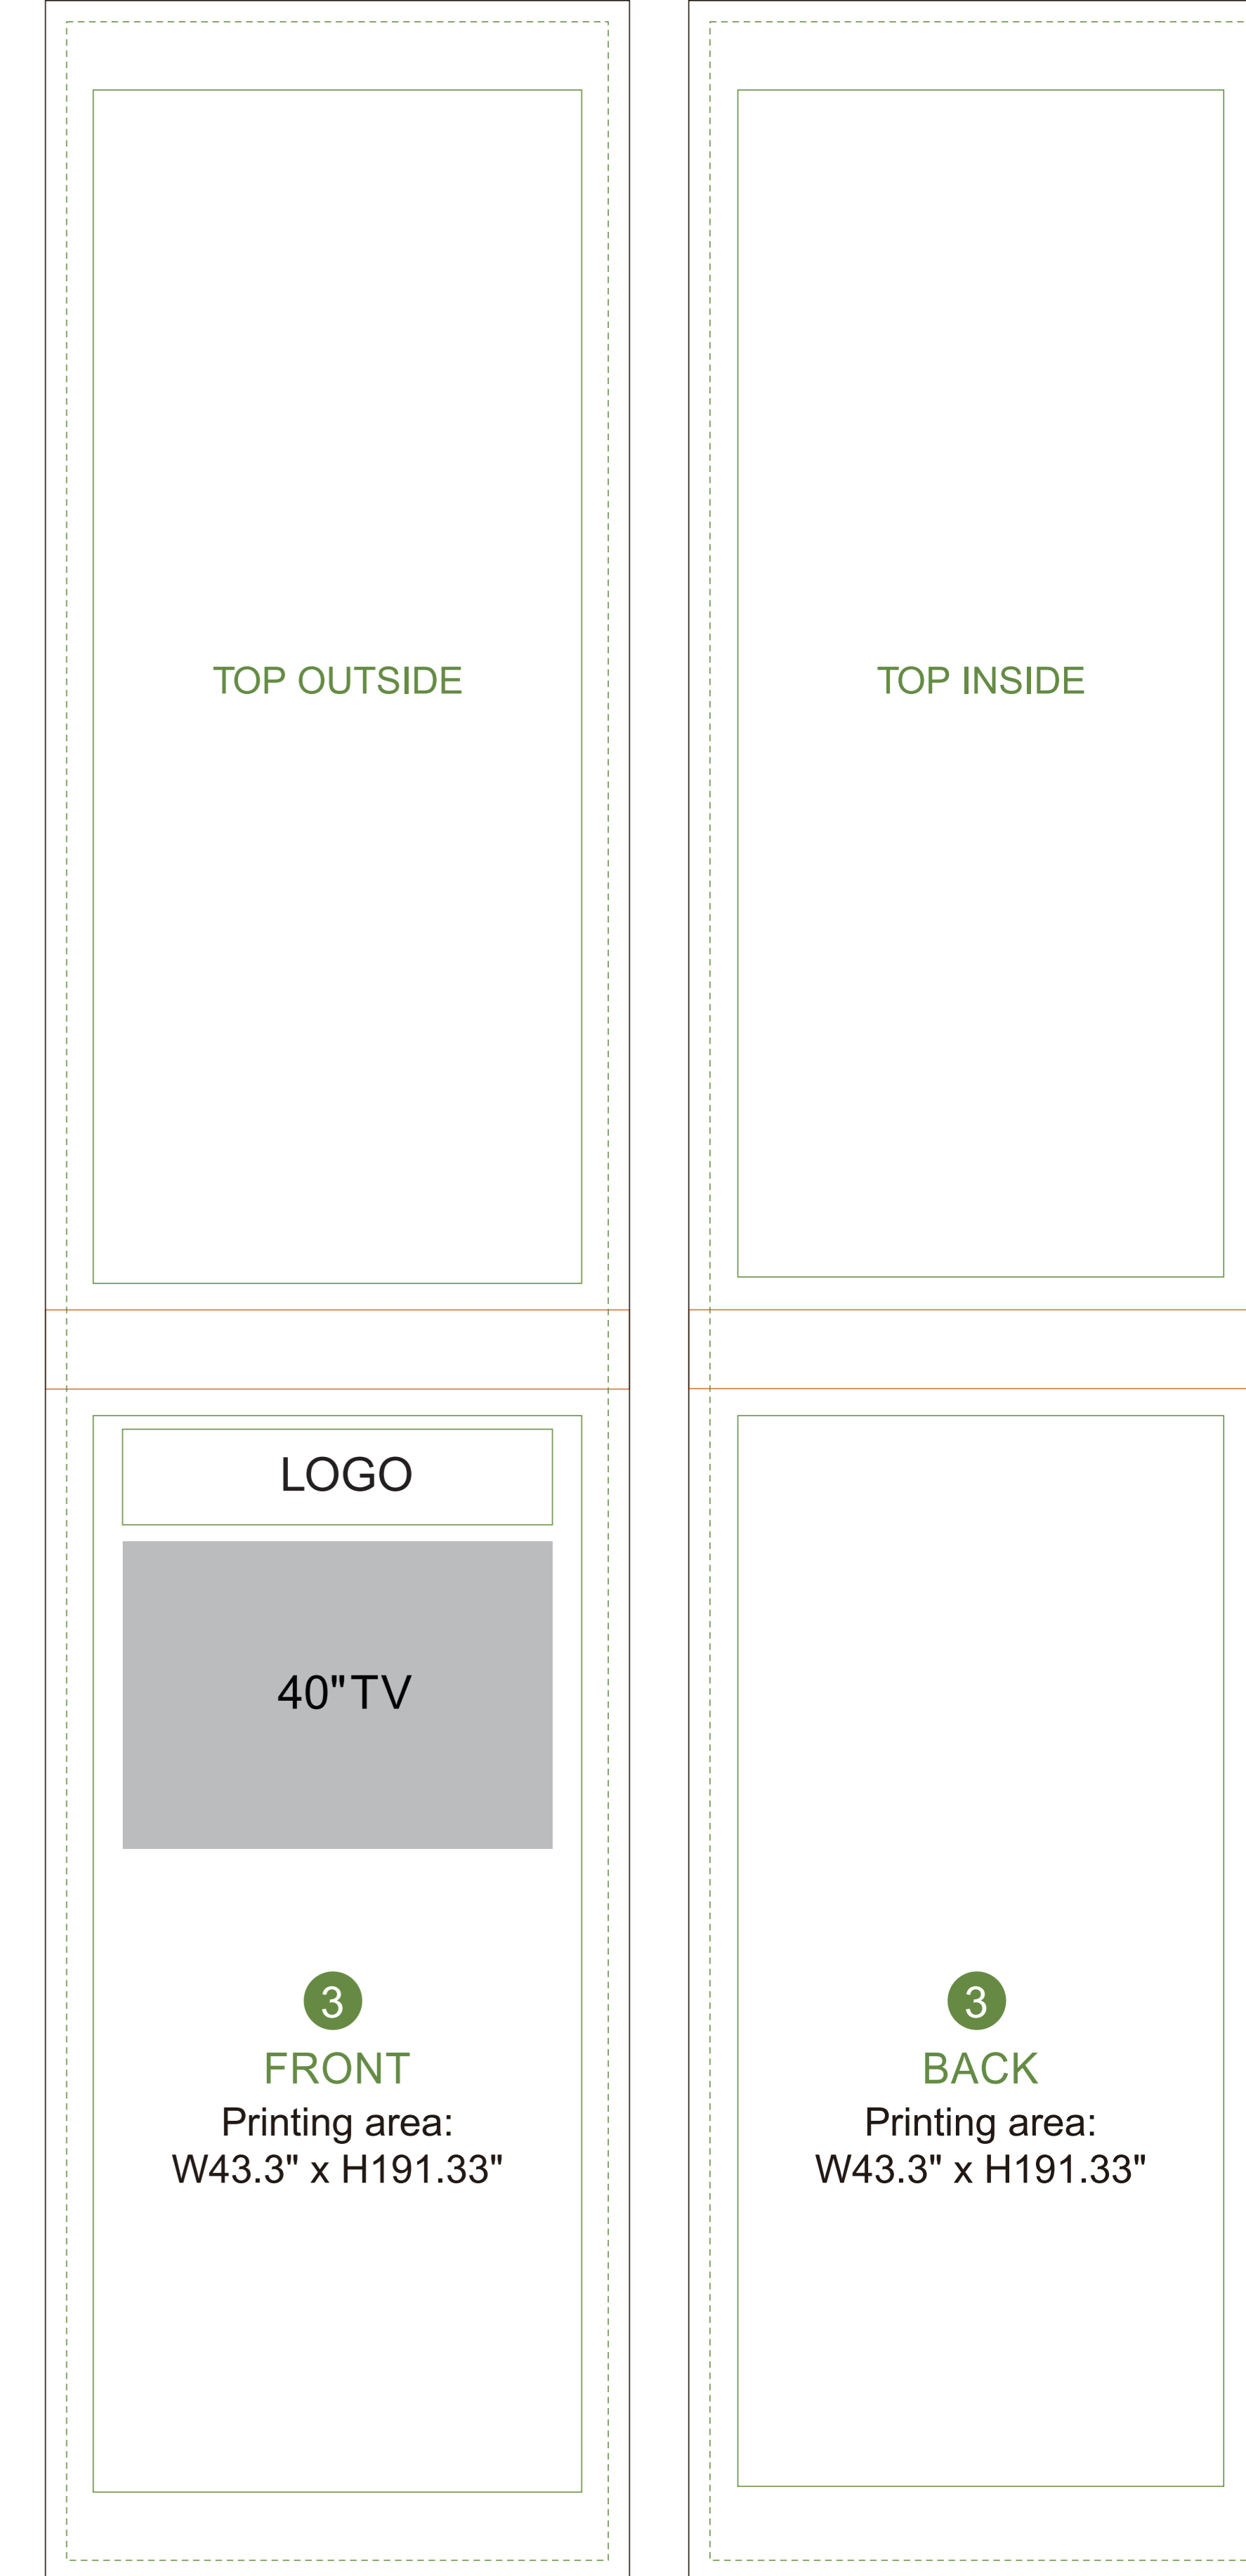 TOP OUTSIDE
TOP INSIDE
LOGO
40"TV
3
FRONT
Printing area:
W43.3" x H191.33"
3
BACK
Printing area:
W43.3" x H191.33"